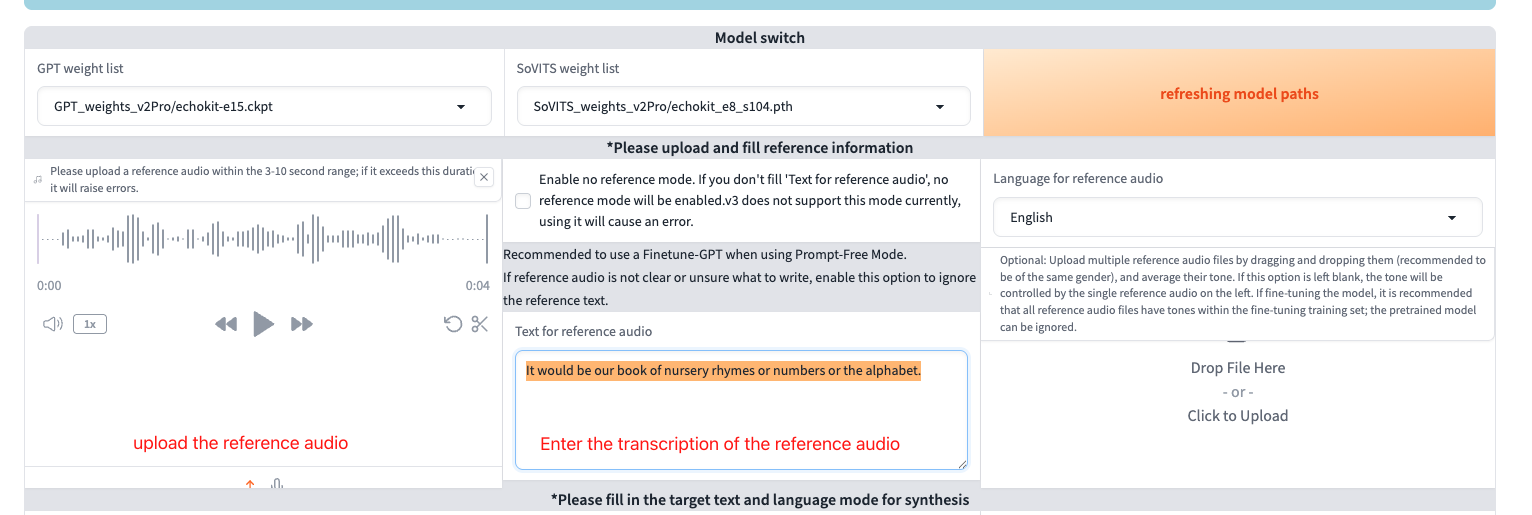 Model switch
GPT weight list
GPT_weights_v2Pro/echokit-e15.ckpt
SoVITS weight list
SoVITS_weights_v2Pro/echokit_e8_s104.pth
refreshing model paths
*Please upload and fill reference information
Please upload a reference audio within the 3-10 second range; if it exceeds this
it will raise errors.
0:00
0:04
1x
upload the reference audio
Enable no reference mode. If you don't fill 'Text for reference audio', no
reference mode will be enabled.v3 does not support this mode currently,
using it will cause an error.
Recommended to use a Finetune-GPT when using Prompt-Free Mode.
If reference audio is not clear or unsure what to write, enable this option to ignore
the reference text.
Text for reference audio
It would be our book of nursery rhymes or numbers or the alphabet.
Enter the transcription of the reference audio
Language for reference audio
English
Optional: Upload multiple reference audio files by dragging and dropping them (recommended to
be of the same gender), and average their tone. If this option is left blank, the tone will be
controlled by the single reference audio on the left. If fine-tuning the model, it is recommended
that all reference audio files have tones within the fine-tuning training set; the pretrained model
can be ignored.
Drop File Here
- or -
Click to Upload
*Please fill in the target text and language mode for synthesis